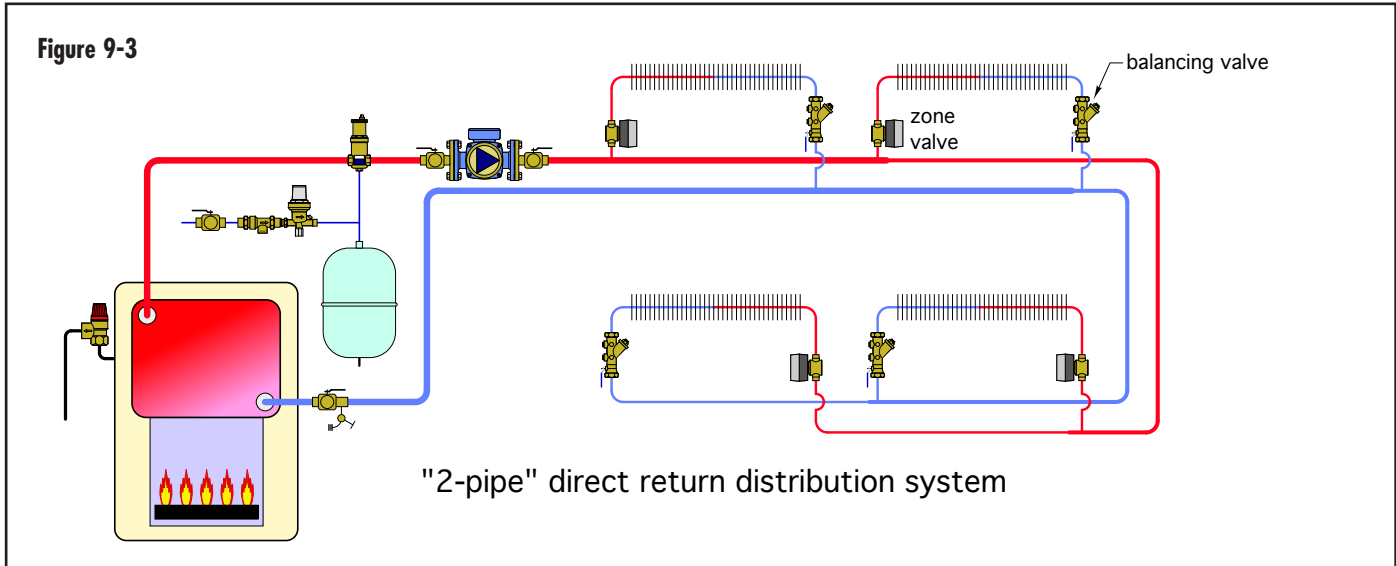 Figure 9-3
balancing valve
zone
valve
"2-pipe" direct return distribution system